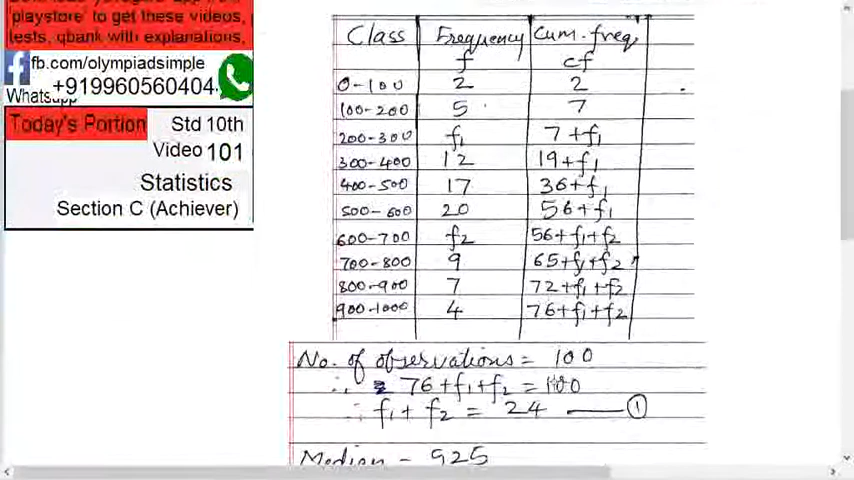 playstore to get these videos,
tests, qbank with explanations,
fb.com/olympiadsimple
+919960560404
Whatsapp
Today's Portion Std 10th
Video 101
Statistics
Section C (Achiever)
Class Frequency Cum. freq.
f cf
0-100 2 2
100-200 5 7
200-300 f₁ 7+f₁
300-400 12 19+f₁
400-500 17 36+f₁
500-600 20 56+f₁
600-700 f₂ 56+f₁+f₂
700-800 9 65+f₁+f₂
800-900 7 72+f₁+f₂
900-1000 4 76+f₁+f₂
No. of observations = 100
∴ 76+f₁+f₂=100
∴ f₁+f₂ = 24 —— ①
Median = 925